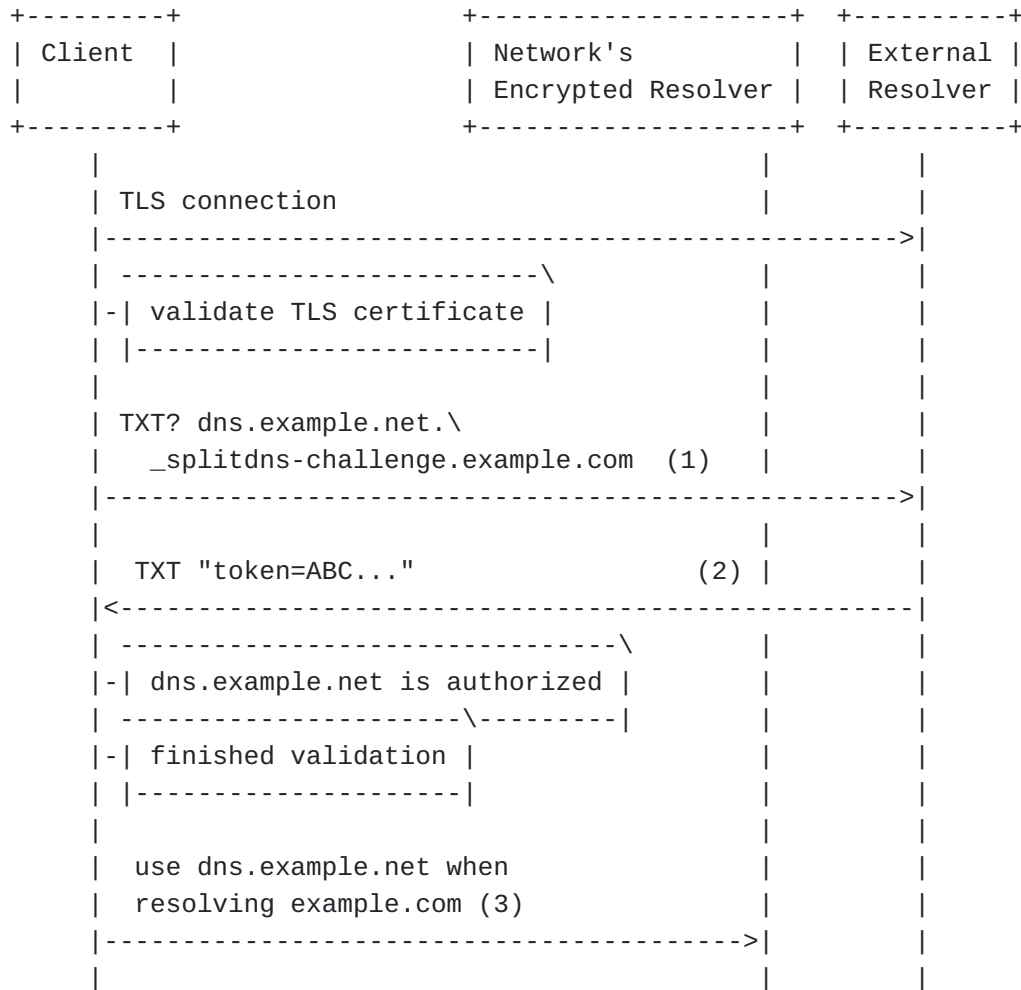 +---------+                  +--------------------+  +----------+
| Client  |                  | Network's          |  | External |
|         |                  | Encrypted Resolver |  | Resolver |
+---------+                  +--------------------+  +----------+
     |                                          |         |
     | TLS connection                           |         |
     |--------------------------------------------------->|
     | ---------------------------\             |         |
     |-| validate TLS certificate |             |         |
     | |--------------------------|             |         |
     |                                          |         |
     | TXT? dns.example.net.\                   |         |
     |   _splitdns-challenge.example.com  (1)   |         |
     |--------------------------------------------------->|
     |                                          |         |
     |  TXT "token=ABC..."                  (2) |         |
     |<---------------------------------------------------|
     | --------------------------------\        |         |
     |-| dns.example.net is authorized |        |         |
     | ----------------------\---------|        |         |
     |-| finished validation |                  |         |
     | |---------------------|                  |         |
     |                                          |         |
     |  use dns.example.net when                |         |
     |  resolving example.com (3)               |         |
     |----------------------------------------->|         |
     |                                          |         |